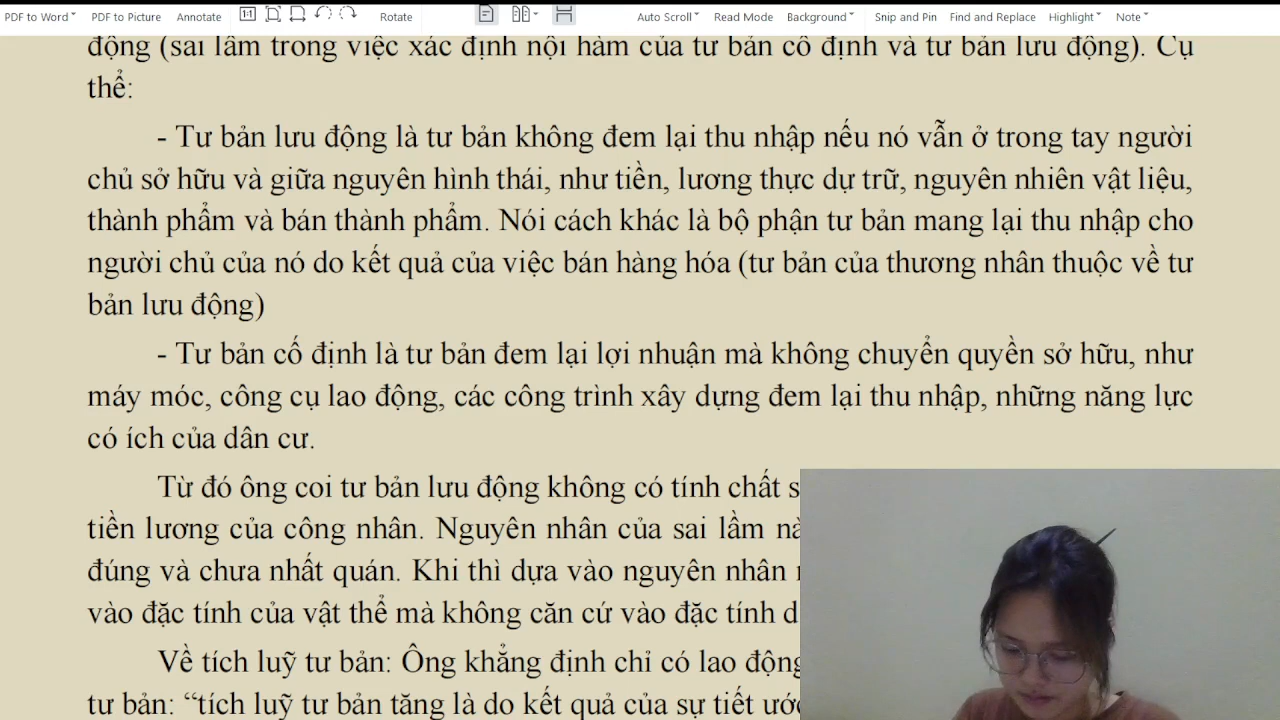 PDF to Word PDF to Picture Annotate 1:1 Rotate Auto Scroll Read Mode Background Snip and Pin Find and Replace Highlight Note
động (sai lầm trong việc xác định nội hàm của tư bản cố định và tư bản lưu động). Cụ
thể:
- Tư bản lưu động là tư bản không đem lại thu nhập nếu nó vẫn ở trong tay người
chủ sở hữu và giữa nguyên hình thái, như tiền, lương thực dự trữ, nguyên nhiên vật liệu,
thành phẩm và bán thành phẩm. Nói cách khác là bộ phận tư bản mang lại thu nhập cho
người chủ của nó do kết quả của việc bán hàng hóa (tư bản của thương nhân thuộc về tư
bản lưu động)
- Tư bản cố định là tư bản đem lại lợi nhuận mà không chuyển quyền sở hữu, như
máy móc, công cụ lao động, các công trình xây dựng đem lại thu nhập, những năng lực
có ích của dân cư.
Từ đó ông coi tư bản lưu động không có tính chất
tiền lương của công nhân. Nguyên nhân của sai lầm
đúng và chưa nhất quán. Khi thì dựa vào nguyên nhân
vào đặc tính của vật thể mà không căn cứ vào đặc tính
Về tích luỹ tư bản: Ông khẳng định chỉ có lao động
tư bản: “tích luỹ tư bản tăng là do kết quả của sự tiết